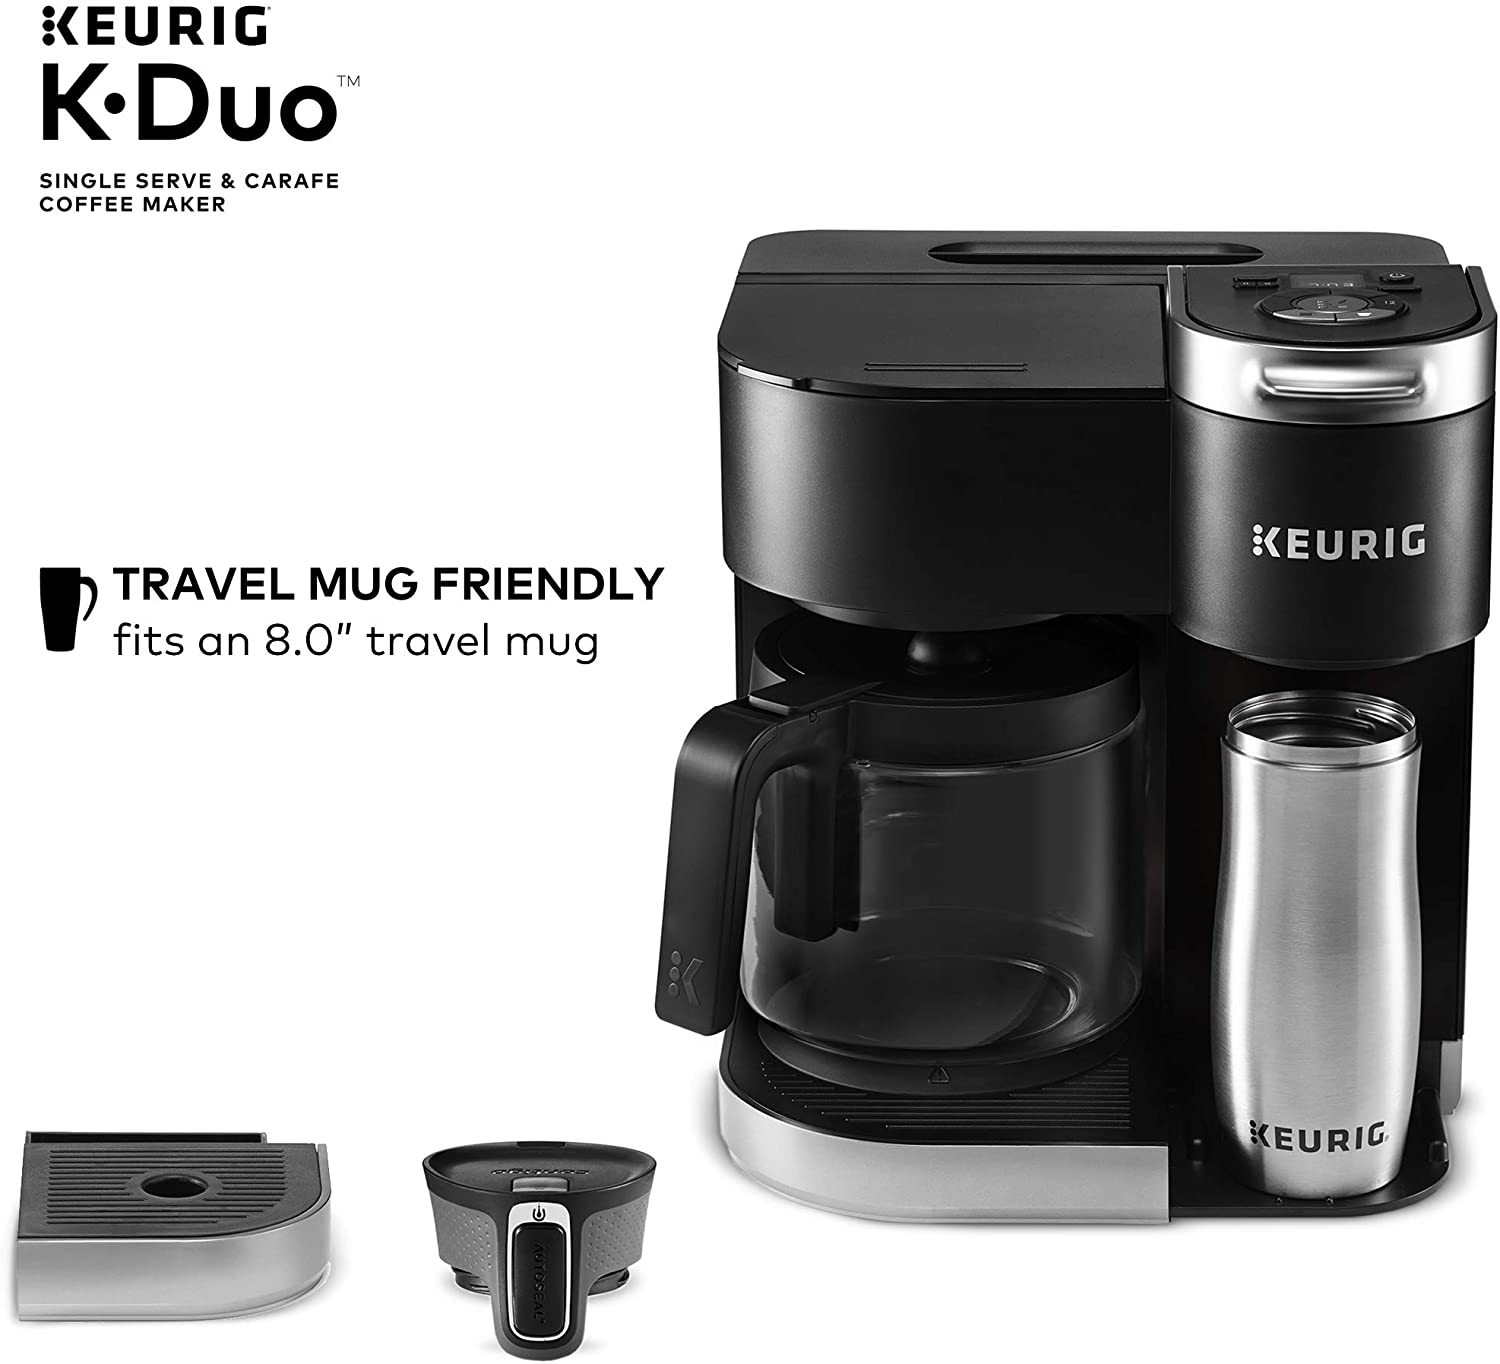 KEURIG
K•Duo™
SINGLE SERVE & CARAFE
COFFEE MAKER
KEURIG
TRAVEL MUG FRIENDLY
fits an 8.0” travel mug
K
KEURIG®
contigo
AUTOSEAL®